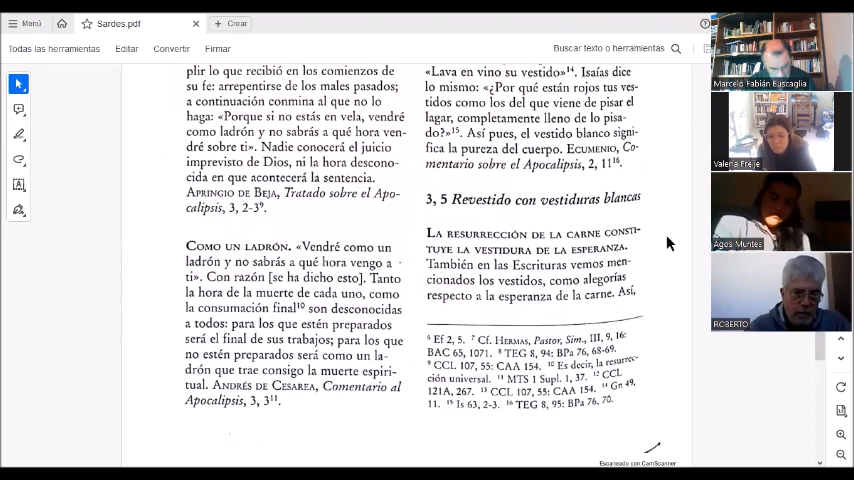 Menú
Sardes.pdf
Crear
Todas las herramientas
Editar
Convertir
Firmar
Buscar texto o herramientas
plir lo que recibió en los comienzos de
su fe: arrepentirse de los males pasados;
a continuación conmina al que no lo
haga: «Porque si no estás en vela, vendré
como ladrón y no sabrás a qué hora ven-
dré sobre ti». Nadie conocerá el juicio
imprevisto de Dios, ni la hora descono-
cida en que acontecerá la sentencia.
APRINGIO DE BEJA, Tratado sobre el Apo-
calipsis, 3, 2-3⁹.
COMO UN LADRÓN. «Vendré como un
ladrón y no sabrás a qué hora vengo a
ti». Con razón [se ha dicho esto]. Tanto
la hora de la muerte de cada uno, como
la consumación final¹⁰ son desconocidas
a todos: para los que estén preparados
será el final de sus trabajos; para los que
no estén preparados será como un la-
drón que trae consigo la muerte espiri-
tual. ANDRÉS DE CESAREA, Comentario al
Apocalipsis, 3, 3¹¹.
«Lava en vino su vestido»¹⁴. Isaías dice
lo mismo: «¿Por qué están rojos tus ves-
tidos como los del que viene de pisar el
lagar, completamente lleno de lo pisa-
do?»¹⁵. Así pues, el vestido blanco signi-
fica la pureza del cuerpo. ECUMENIO, Co-
mentario sobre el Apocalipsis, 2, 11¹⁶.
3, 5 Revestido con vestiduras blancas
LA RESURRECCIÓN DE LA CARNE CONSTI-
TUYE LA VESTIDURA DE LA ESPERANZA.
También en las Escrituras vemos men-
cionados los vestidos, como alegorías
respecto a la esperanza de la carne. Así,
⁶ Ef 2, 5. ⁷ Cf. HERMAS, Pastor, Sim., III, 9, 16:
BAC 65, 1071. ⁸ TEG 8, 94: BPa 76, 68-69.
⁹ CCL 107, 55: CAA 154. ¹⁰ Es decir, la resurrec-
ción universal. ¹¹ MTS 1 Supl. 1, 37. ¹² CCL
121A, 267. ¹³ CCL 107, 55: CAA 154. ¹⁴ Gn 49,
11. ¹⁵ Is 63, 2-3. ¹⁶ TEG 8, 95: BPa 76, 70.
Escaneado con CamScanner
Marcelo Fabián Bustaglia
Valeria Freije
Agos Muntes
ROBERTO